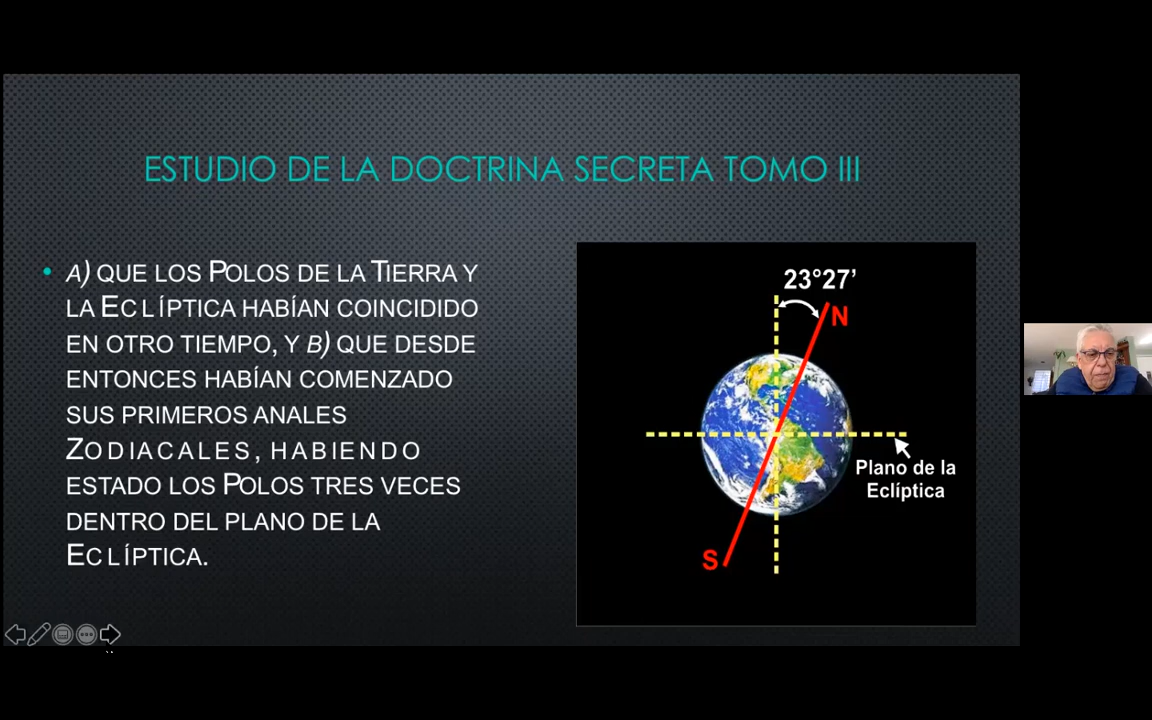 ESTUDIO DE LA DOCTRINA SECRETA TOMO III
• A) QUE LOS POLOS DE LA TIERRA Y
LA ECLÍPTICA HABÍAN COINCIDIDO
EN OTRO TIEMPO, Y B) QUE DESDE
ENTONCES HABÍAN COMENZADO
SUS PRIMEROS ANALES
ZODIACALES, HABIENDO
ESTADO LOS POLOS TRES VECES
DENTRO DEL PLANO DE LA
ECLÍPTICA.
23°27’
N
Plano de la
Eclíptica
S